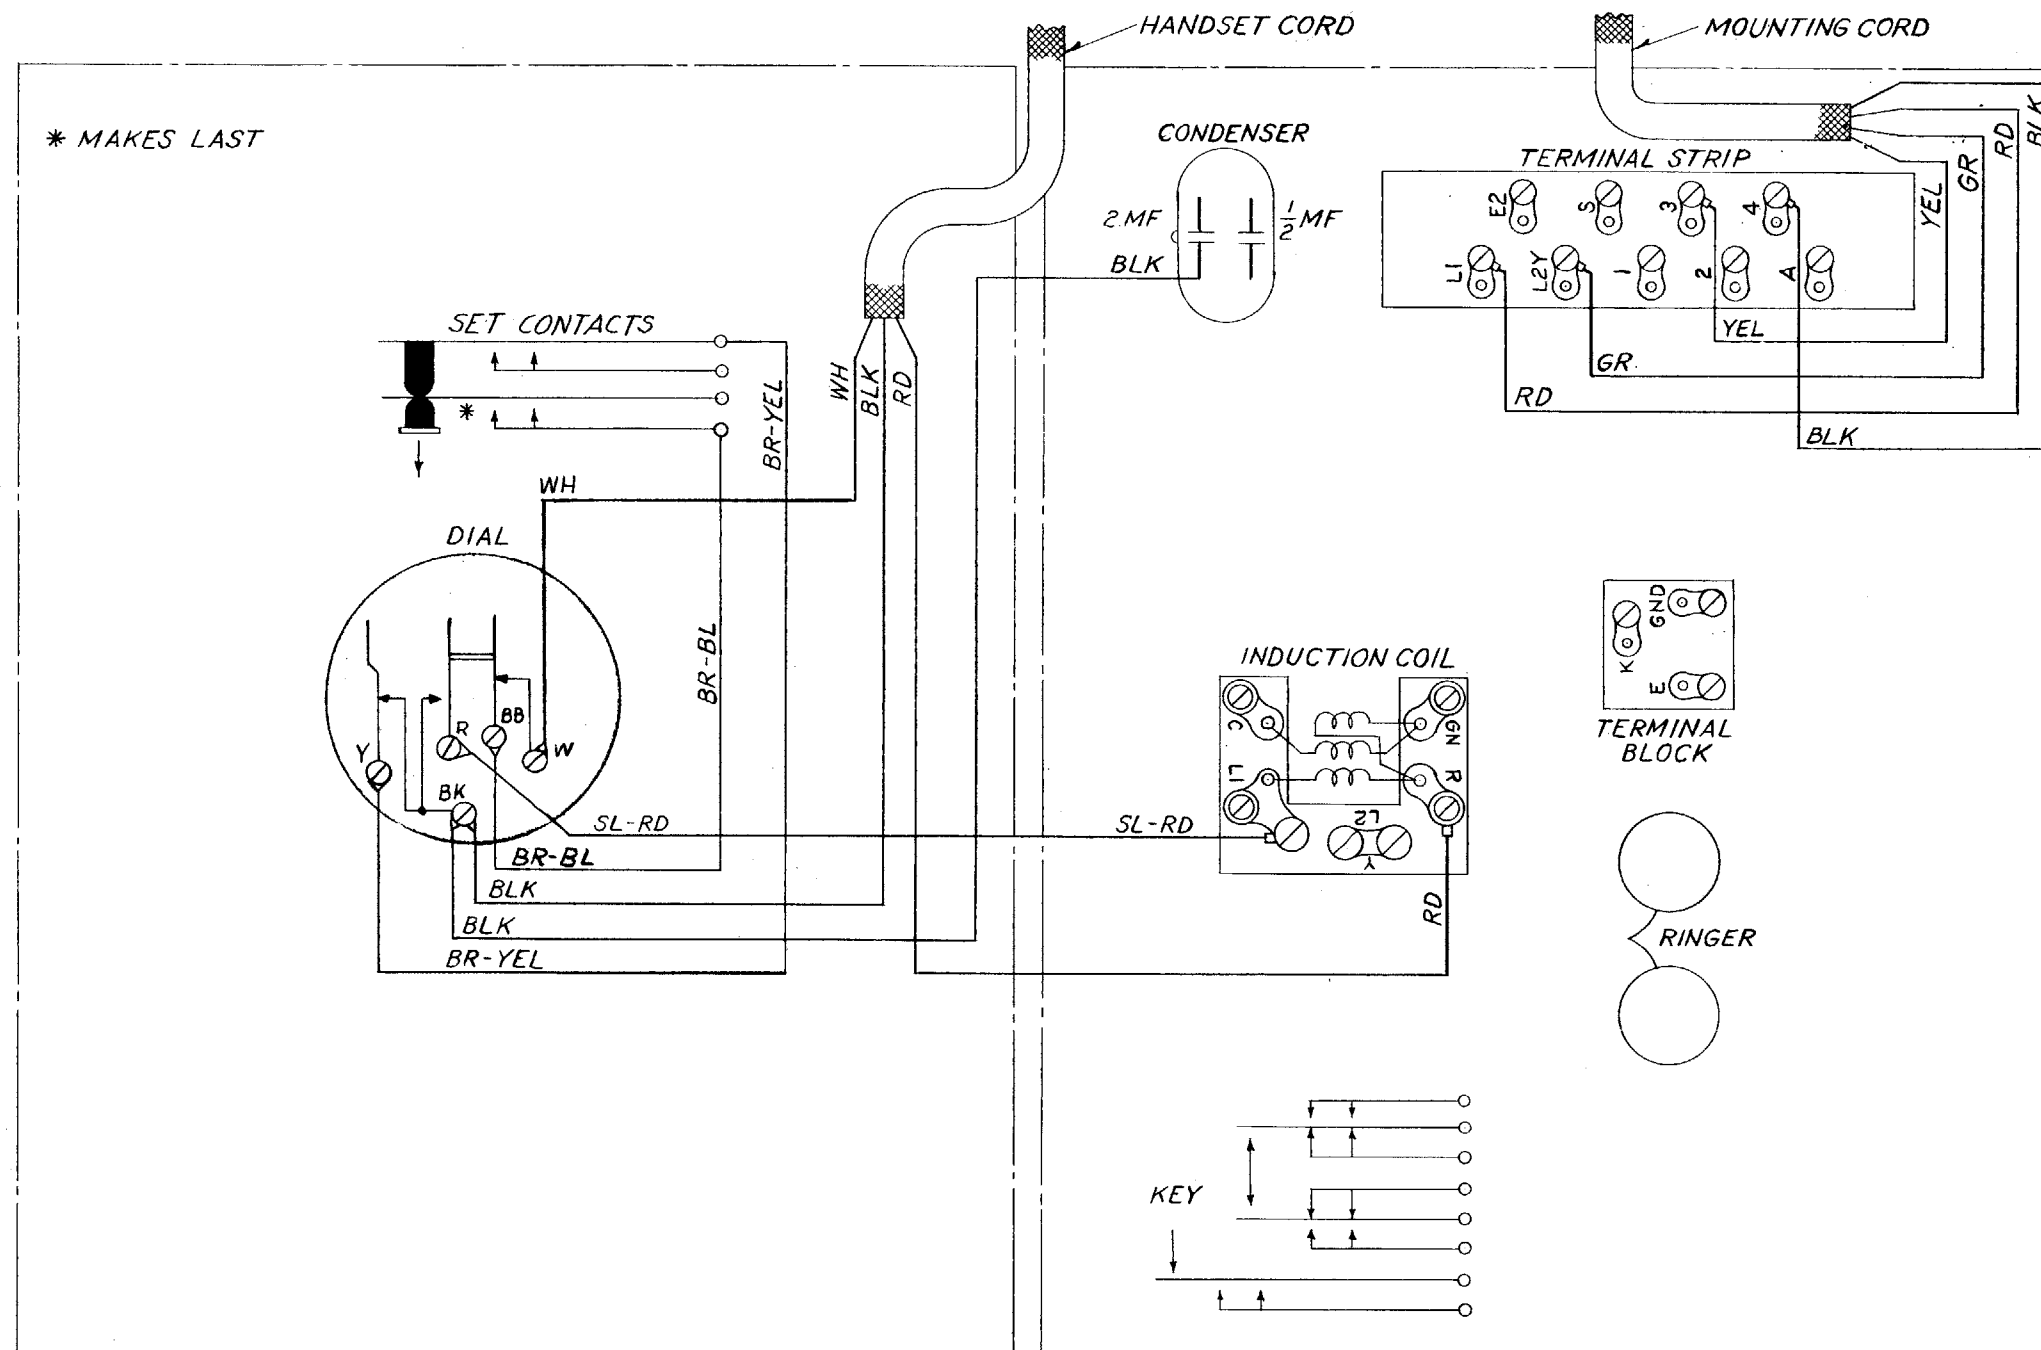 HANDSET CORD
MOUNTING CORD
* MAKES LAST
CONDENSER
2 MF
1/2 MF
BLK
TERMINAL STRIP
E2
S
3
4
L1
L2Y
1
2
A
YEL
GR
RD
BLK
YEL
GR
RD
BLK
SET CONTACTS
*
BR-YEL
WH
BLK
RD
WH
DIAL
BR-BL
Y
R
BB
W
BK
SL-RD
SL-RD
BR-BL
BLK
BLK
BR-YEL
INDUCTION COIL
C
GN
L1
R
L2
Y
RD
K
GND
E
TERMINAL
BLOCK
RINGER
KEY